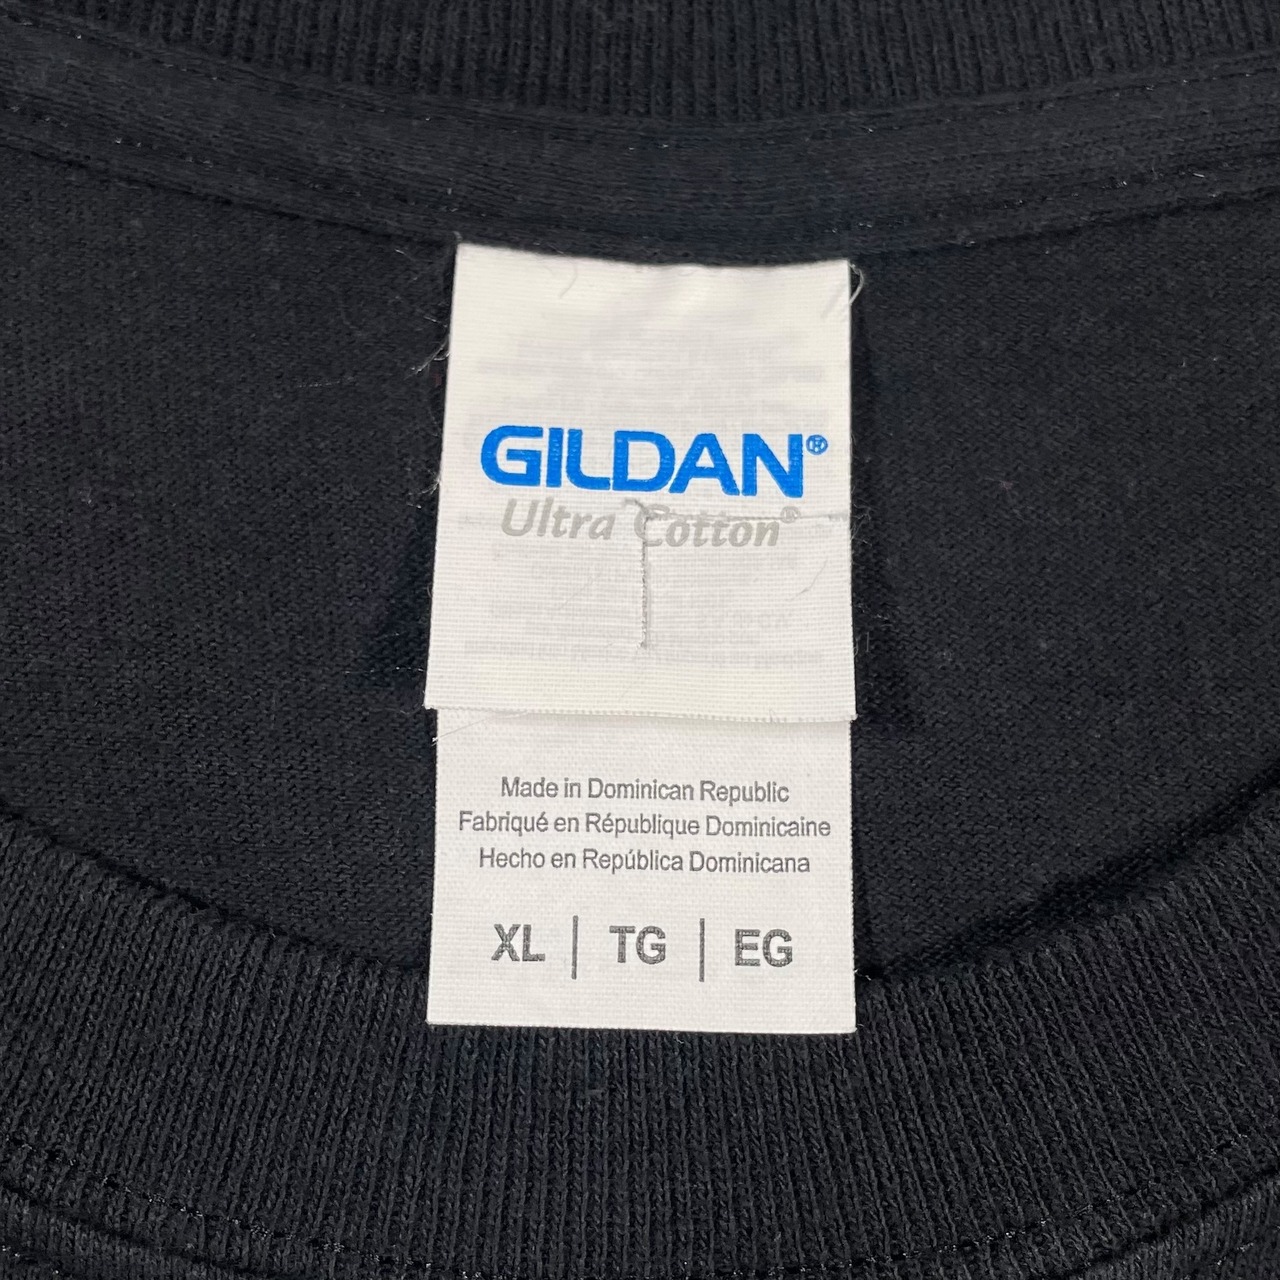 GILDAN®
Ultra Cotton®
Made in Dominican Republic
Fabriqué en République Dominicaine
Hecho en República Dominicana
XL | TG | EG